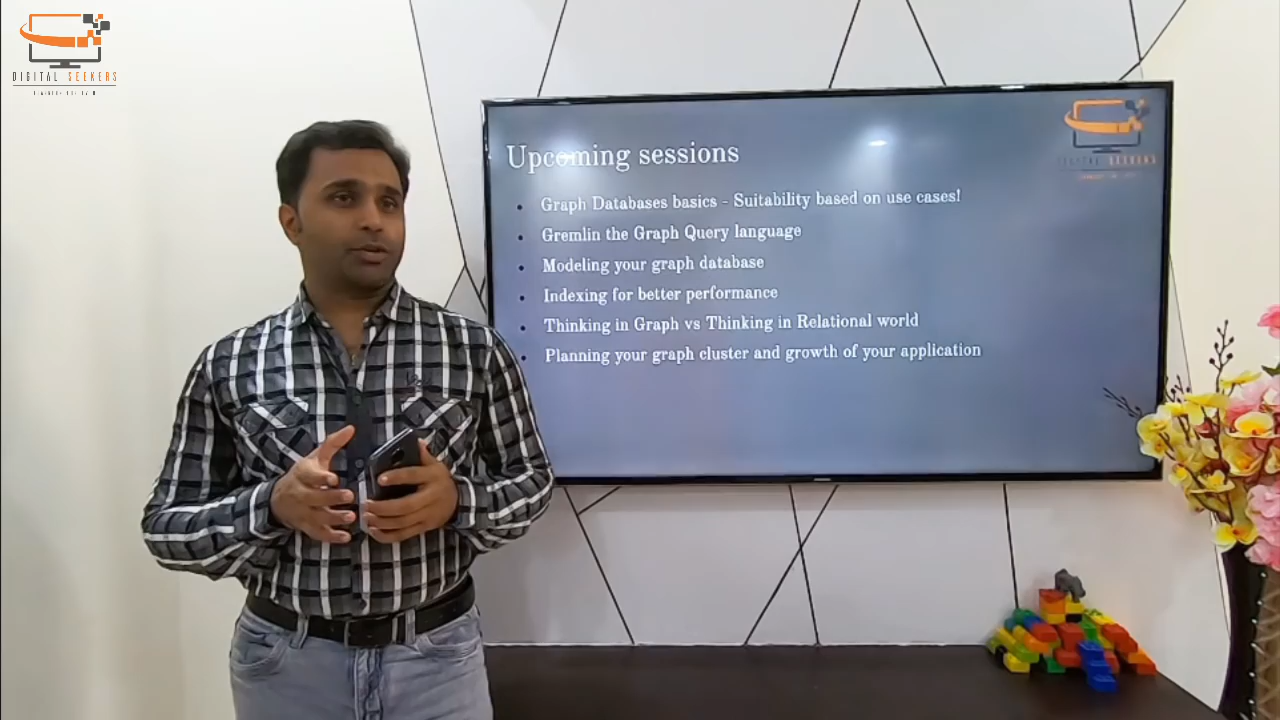 DIGITAL SEEKERS
Upcoming sessions
Graph Databases basics - Suitability based on use cases!
Gremlin the Graph Query language
Modeling your graph database
Indexing for better performance
Thinking in Graph vs Thinking in Relational world
Planning your graph cluster and growth of your application
DIGITAL SEEKERS